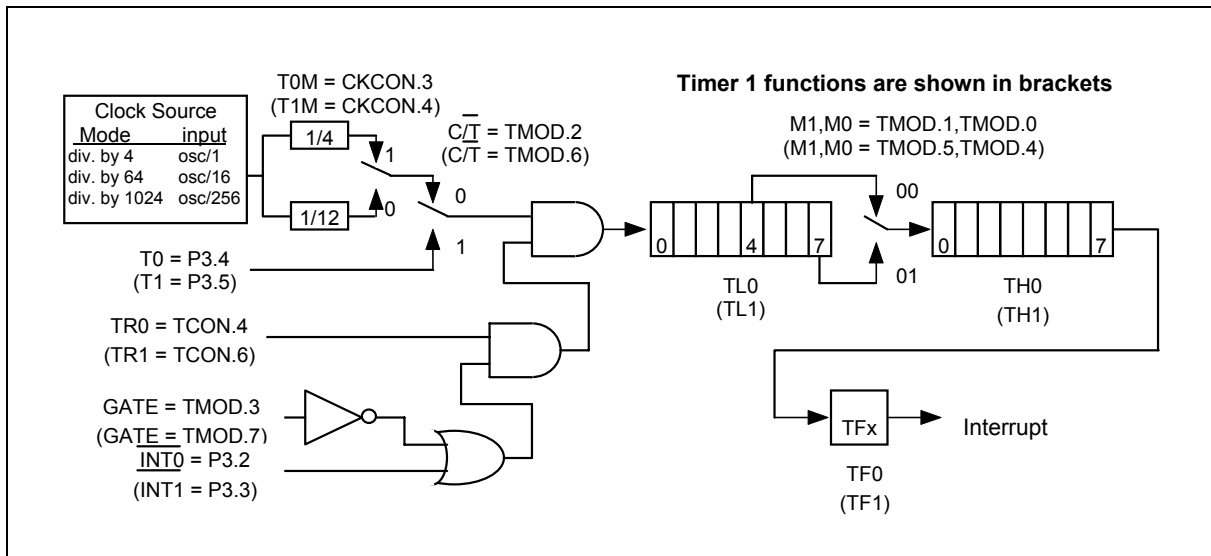 T0M = CKCON.3
(T1M = CKCON.4)
Timer 1 functions are shown in brackets
Clock Source
Mode input
div. by 4 osc/1
div. by 64 osc/16
div. by 1024 osc/256
1/4
1/12
1
0
C/T̅ = TMOD.2
(C/T̅ = TMOD.6)
0
1
M1,M0 = TMOD.1,TMOD.0
(M1,M0 = TMOD.5,TMOD.4)
T0 = P3.4
(T1 = P3.5)
0 4 7
TL0
(TL1)
00
01
0 7
TH0
(TH1)
TR0 = TCON.4
(TR1 = TCON.6)
GATE = TMOD.3
(GATE = TMOD.7)
I̅N̅T̅0̅ = P3.2
(I̅N̅T̅1̅ = P3.3)
TFx
Interrupt
TF0
(TF1)